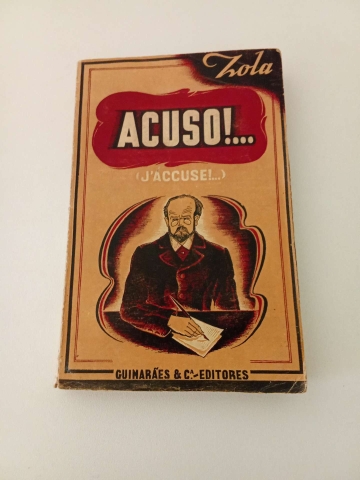 Zola
ACUSO!...
(J'ACCUSE!...)
GUIMARÃES & C.ª-EDITORES